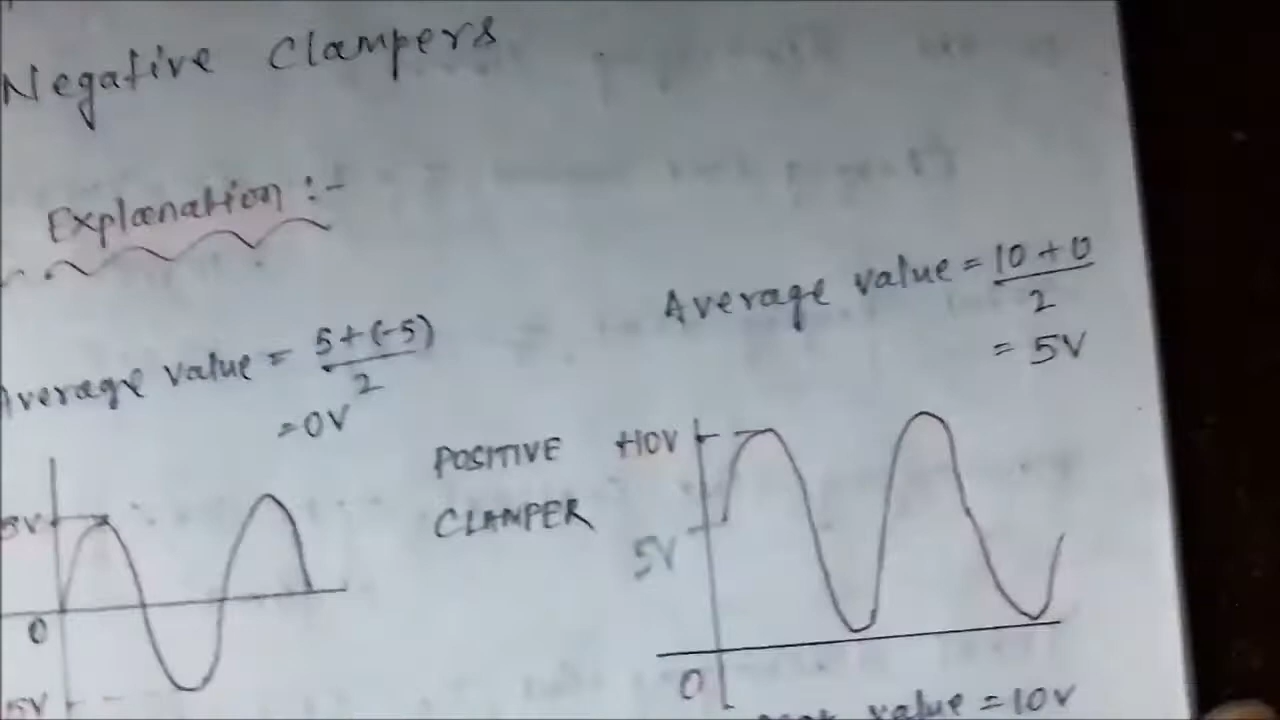 Negative Clampers
Explanation :-
Average value = 5+(-5)
2
= 0V
Average value = 10 + 0
2
= 5V
POSITIVE
CLAMPER
5V
0
5V
+10V
5V
0
value = 10V